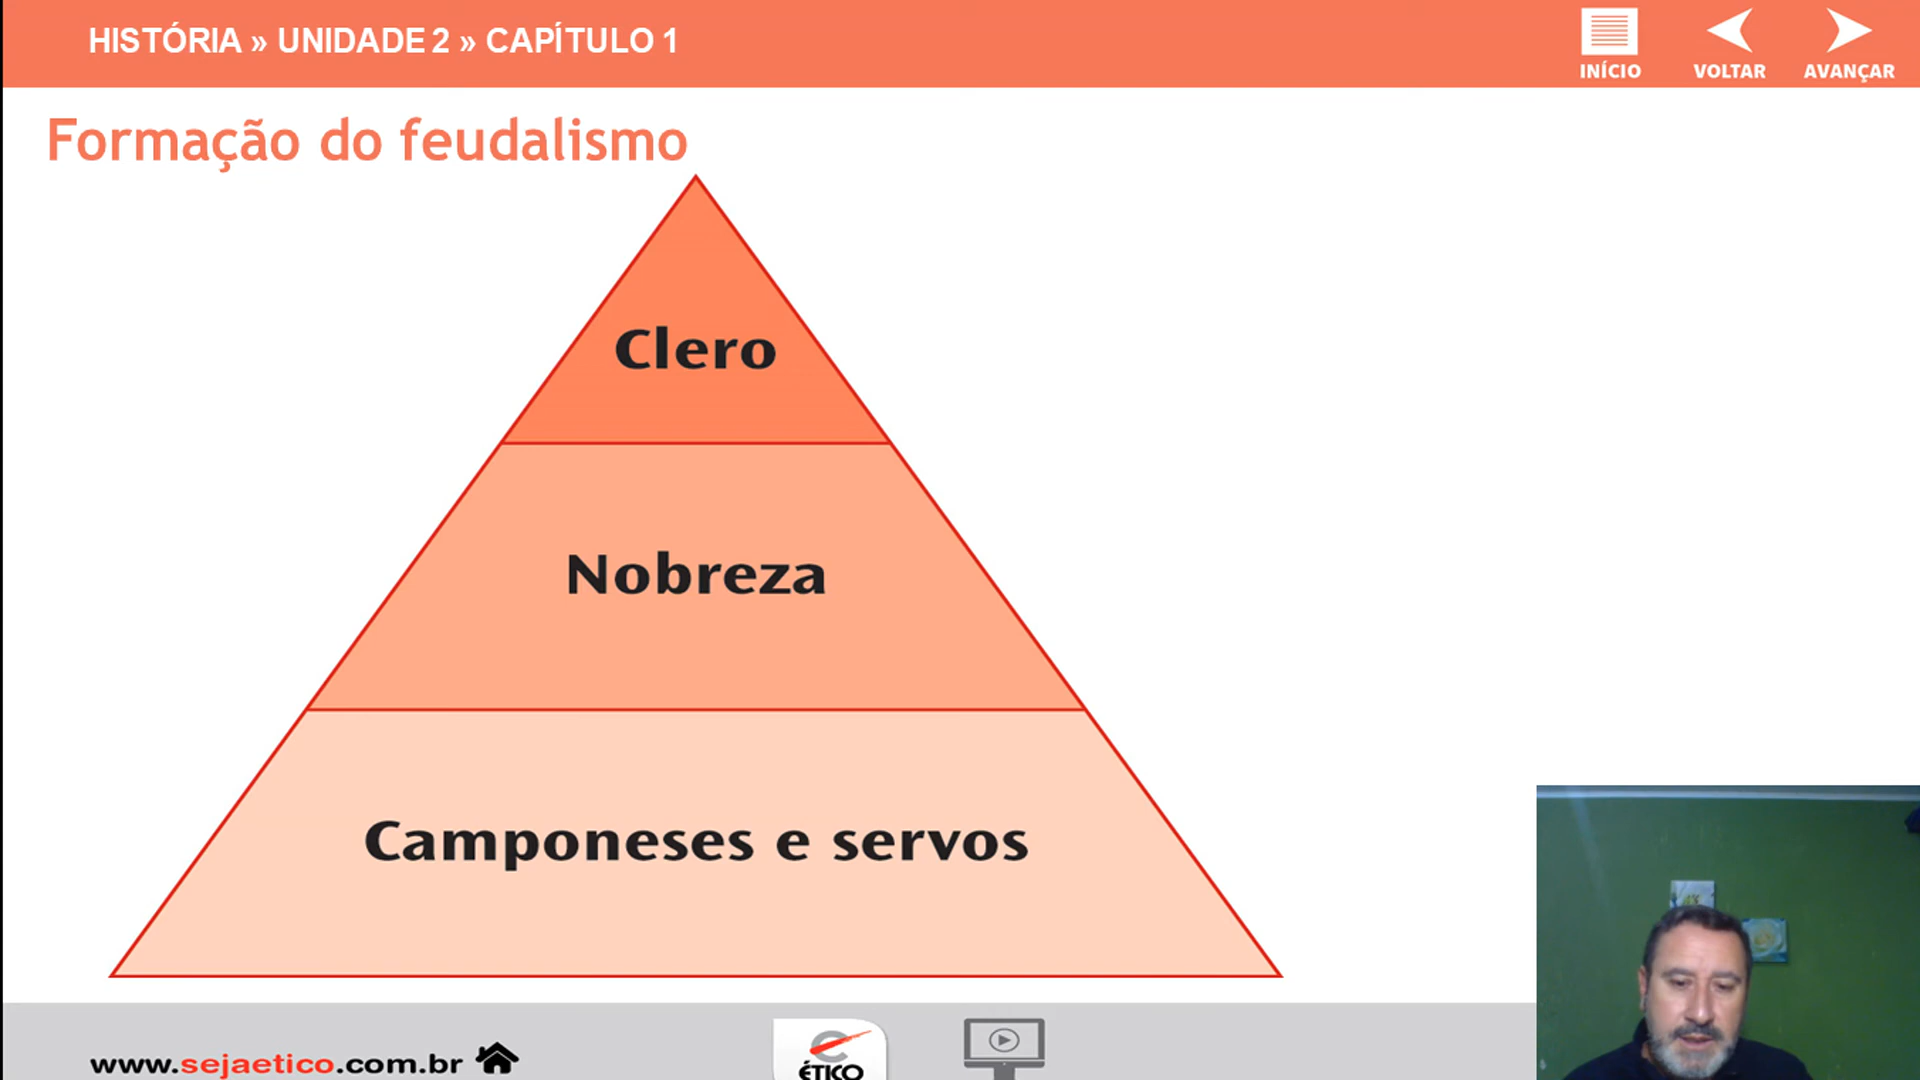 HISTÓRIA » UNIDADE 2 » CAPÍTULO 1
INÍCIO
VOLTAR
AVANÇAR
Formação do feudalismo
Clero
Nobreza
Camponeses e servos
www.sejaetico.com.br
ÉTICO